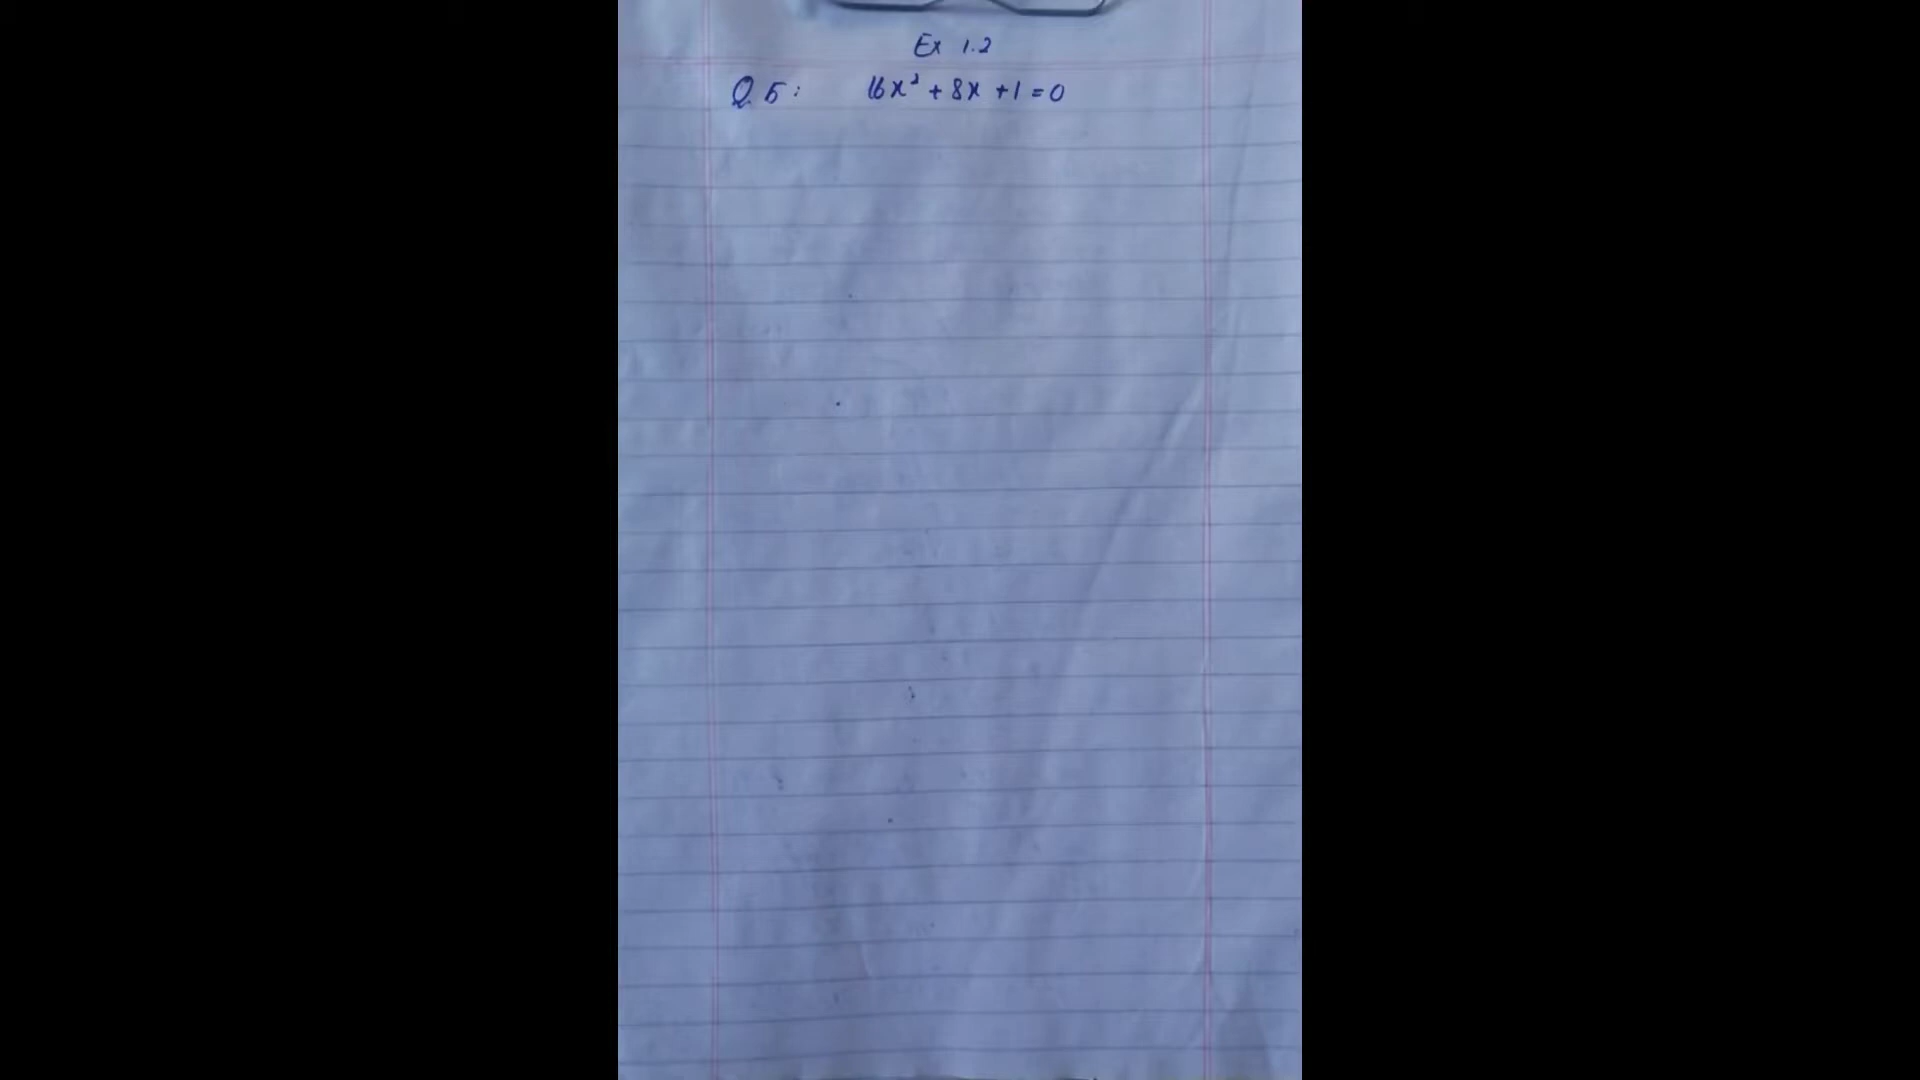 Ex 1.2
Q 5: 16x² + 8x + 1 = 0